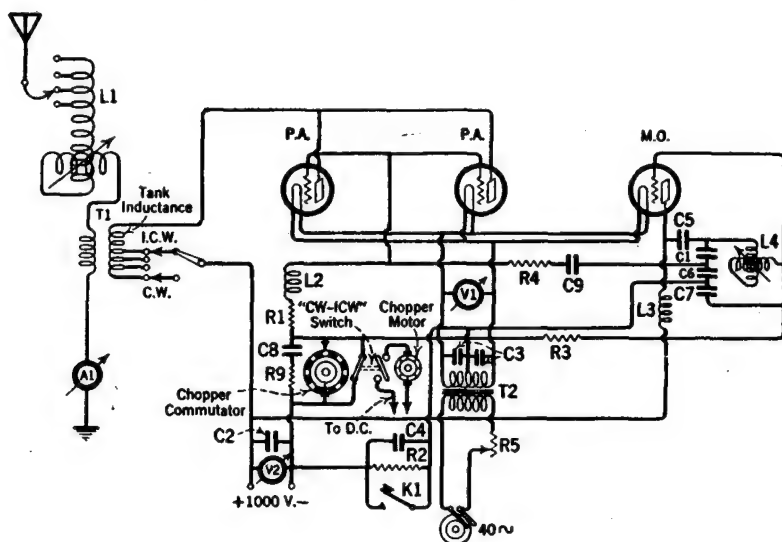 L1
P.A.
P.A.
M.O.
Tank
Inductance
T1
I.C.W.
C.W.
C5
C1
L4
C6
C7
L2
R4
C9
V1
L3
R1
"CW-ICW"
Switch
Chopper
Motor
C8
R9
C3
R3
A1
Chopper
Commutator
To D.C.
T2
C2
C4
R2
R5
V2
K1
+1000 V.-
40~